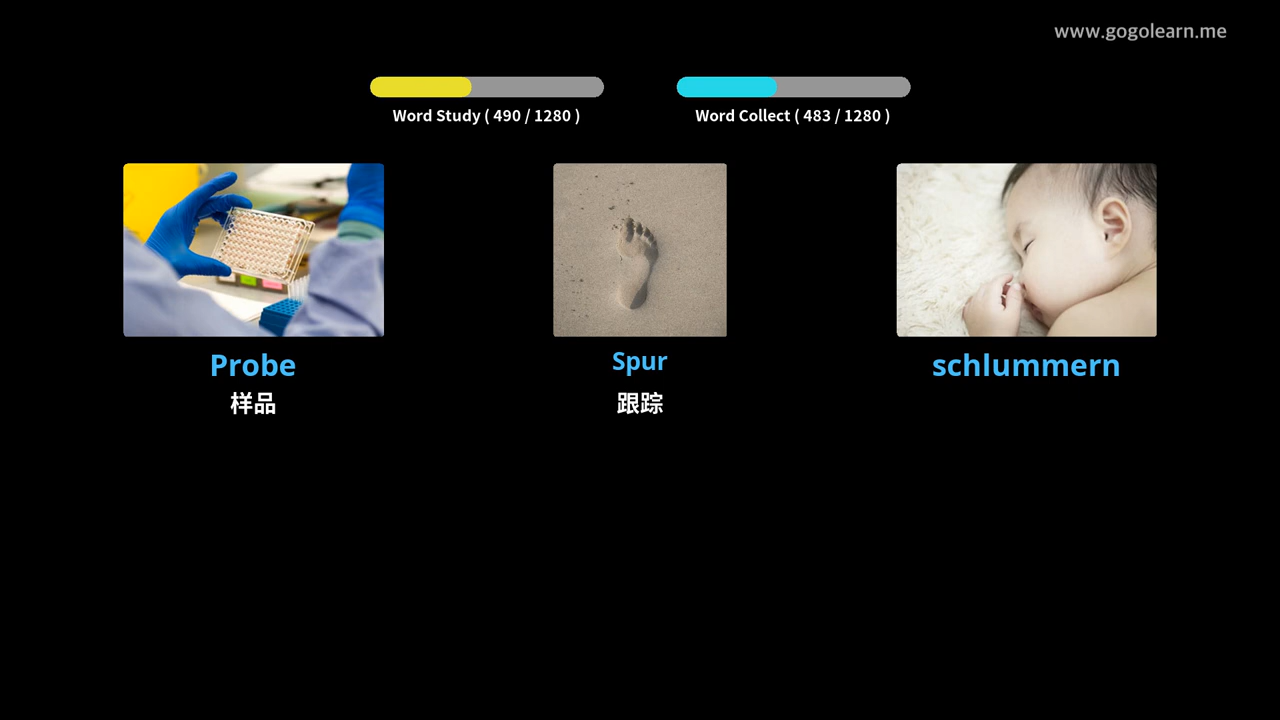 www.gogolearn.me
Word Study ( 490 / 1280 )
Word Collect ( 483 / 1280 )
Probe
样品
Spur
跟踪
schlummern